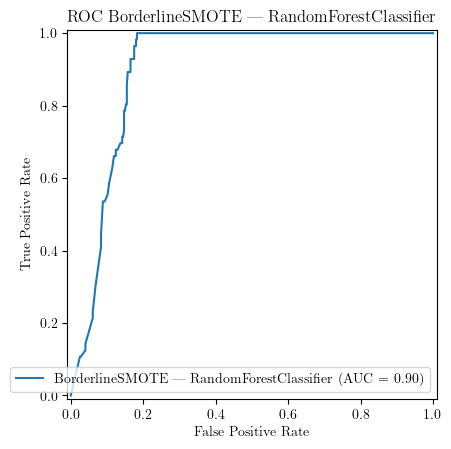 ROC BorderlineSMOTE — RandomForestClassifier
1.0
0.8
0.6
0.4
0.2
0.0
True Positive Rate
BorderlineSMOTE — RandomForestClassifier (AUC = 0.90)
0.0 0.2 0.4 0.6 0.8 1.0
False Positive Rate